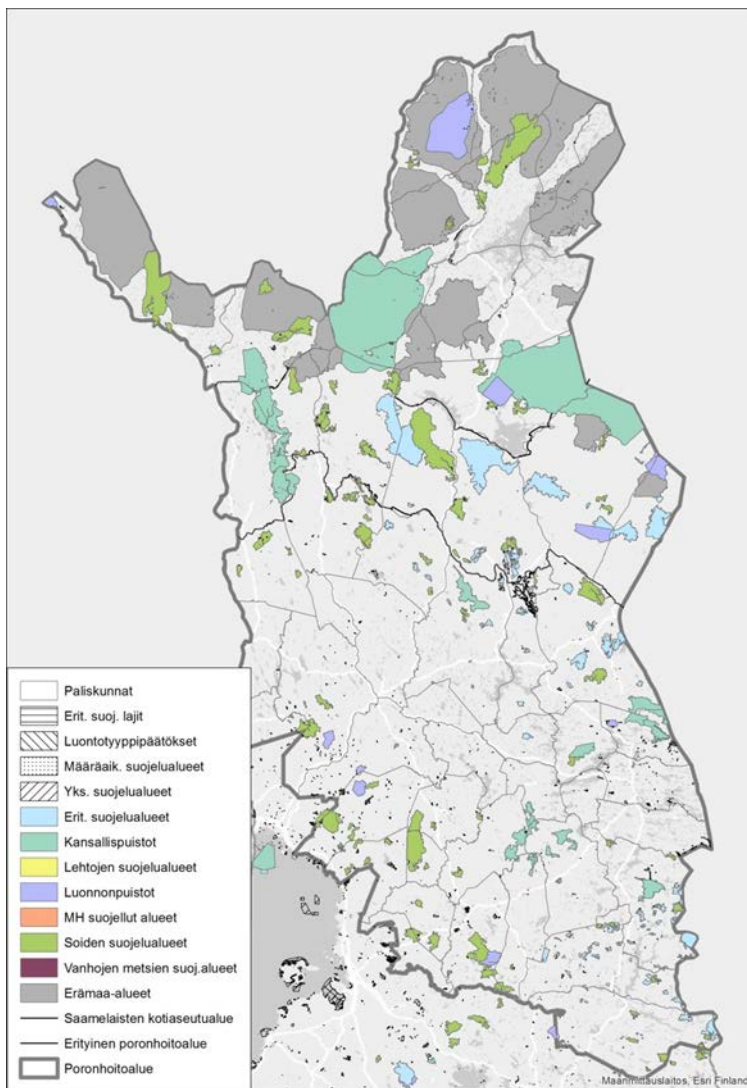 Paliskunnat
Erit. suoj. lajit
Luontotyyppipäätökset
Määräaik. suojelualueet
Yks. suojelualueet
Erit. suojelualueet
Kansallispuistot
Lehtojen suojelualueet
Luonnonpuistot
MH suojellut alueet
Soiden suojelualueet
Vanhojen metsien suoj.alueet
Erämaa-alueet
Saamelaisten kotiaseutualue
Erityinen poronhoitoalue
Poronhoitoalue
Maanmittauslaitos, Esri Finland